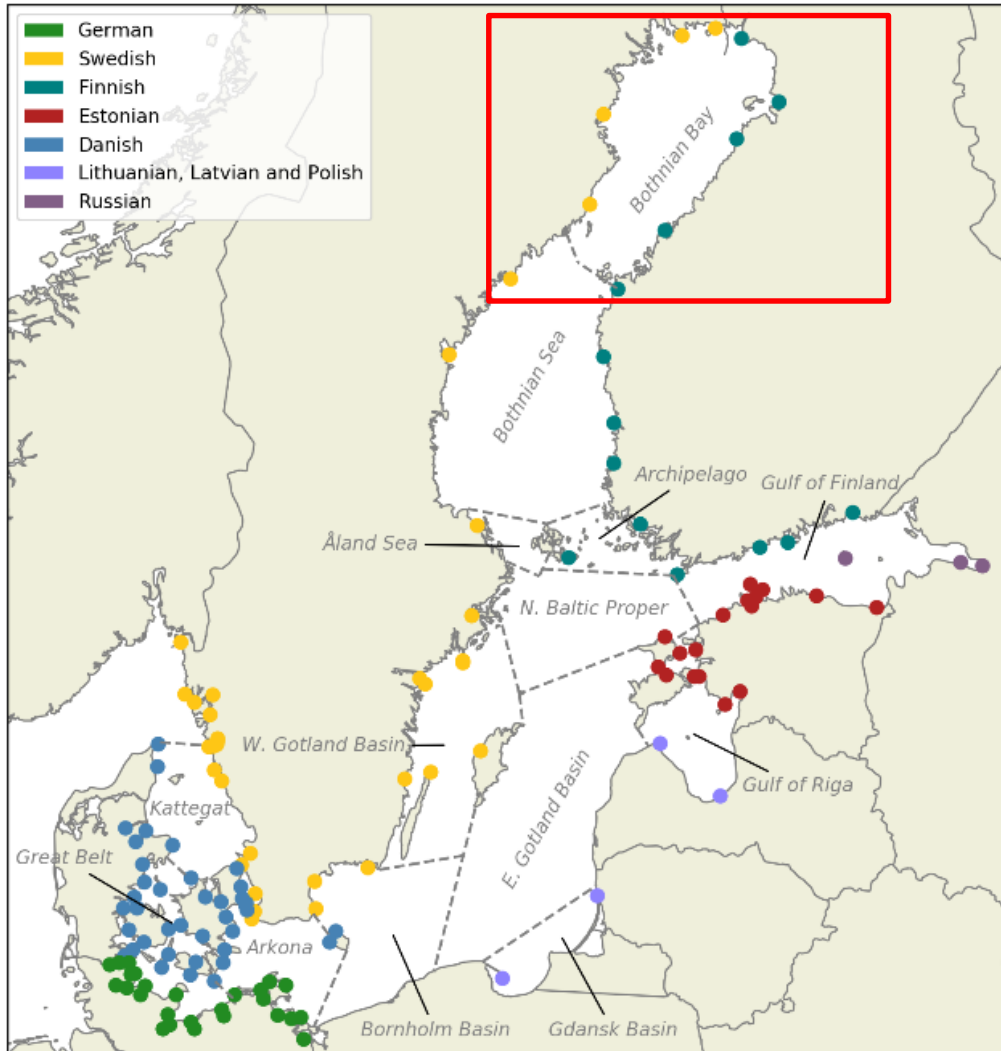 German
Swedish
Finnish
Estonian
Danish
Lithuanian, Latvian and Polish
Russian
Bothnian Bay
Bothnian Sea
Archipelago
Gulf of Finland
Åland Sea
N. Baltic Proper
W. Gotland Basin
Gulf of Riga
Kattegat
E. Gotland Basin
Great Belt
Arkona
Bornholm Basin
Gdansk Basin